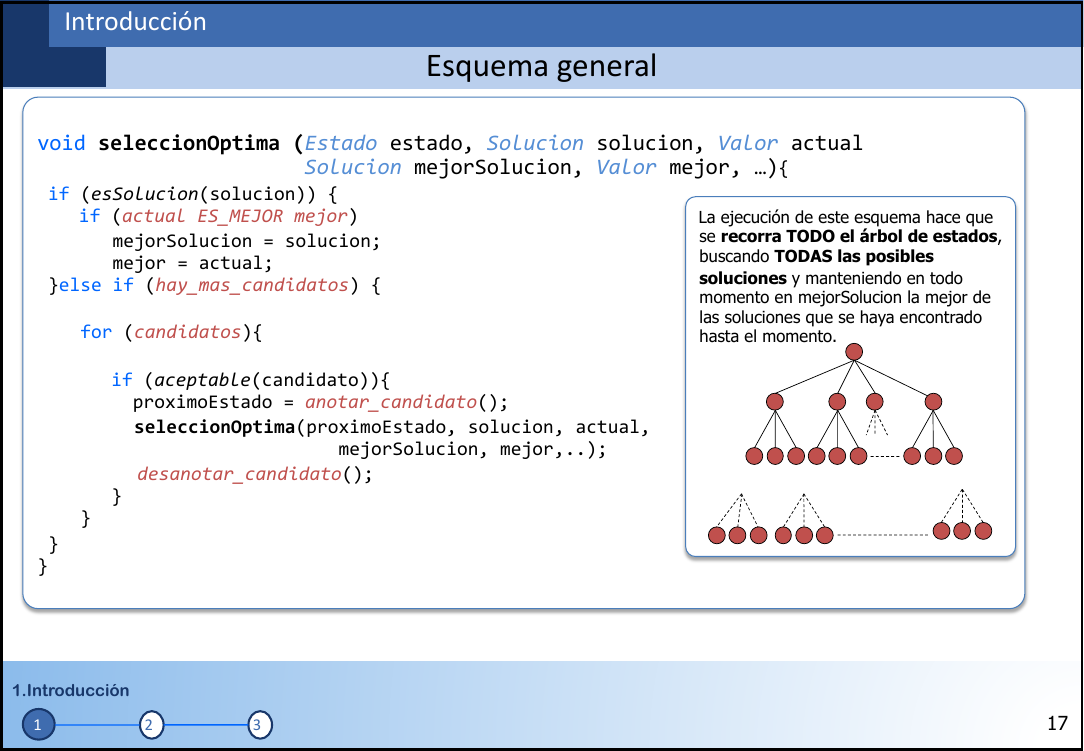 Introducción
Esquema general
void seleccionOptima (Estado estado, Solucion solucion, Valor actual
Solucion mejorSolucion, Valor mejor, …){
if (esSolucion(solucion)) {
if (actual ES_MEJOR mejor)
mejorSolucion = solucion;
mejor = actual;
}else if (hay_mas_candidatos) {
for (candidatos){
if (aceptable(candidato)){
proximoEstado = anotar_candidato();
seleccionOptima(proximoEstado, solucion, actual,
mejorSolucion, mejor,..);
desanotar_candidato();
}
}
}
}
La ejecución de este esquema hace que
se recorra TODO el árbol de estados,
buscando TODAS las posibles
soluciones y manteniendo en todo
momento en mejorSolucion la mejor de
las soluciones que se haya encontrado
hasta el momento.
1.Introducción
1 2 3
17